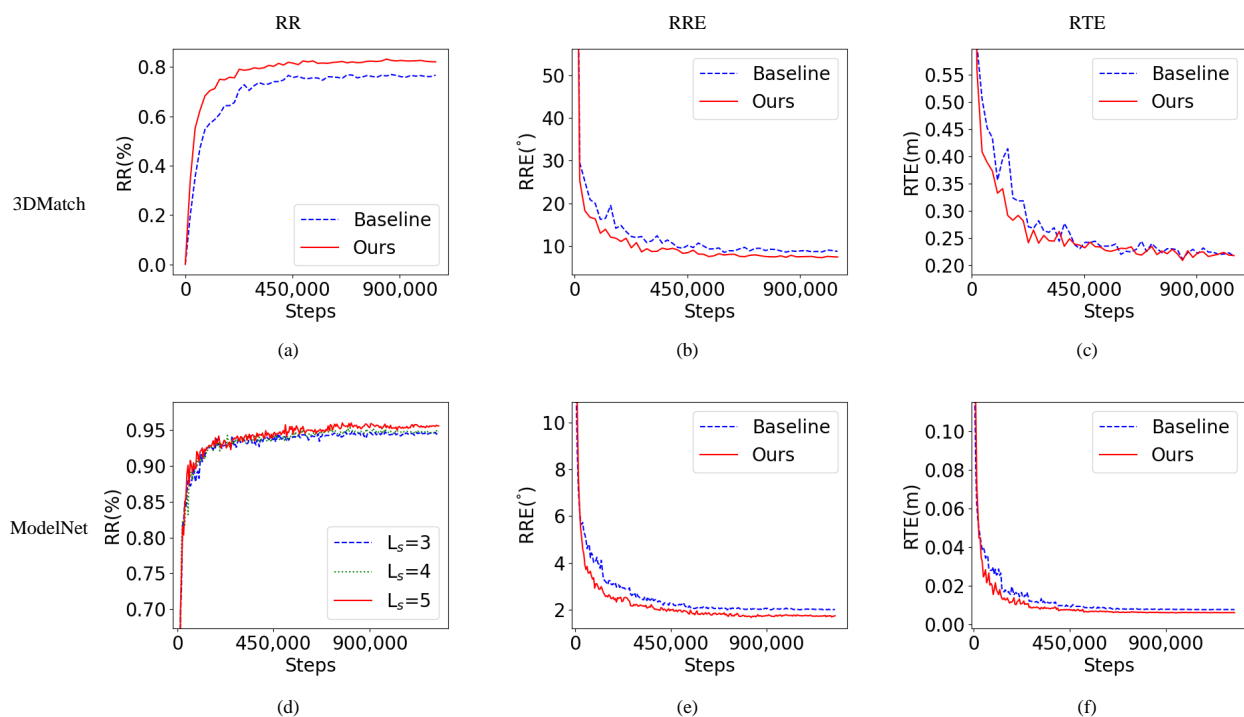 RR
RRE
RTE
3DMatch
RR(%)
0.8
0.6
0.4
0.2
0.0
Baseline
Ours
0
450,000
900,000
Steps
(a)
RRE(°)
50
40
30
20
10
Baseline
Ours
0
450,000
900,000
Steps
(b)
RTE(m)
0.55
0.50
0.45
0.40
0.35
0.30
0.25
0.20
Baseline
Ours
0
450,000
900,000
Steps
(c)
ModelNet
RR(%)
0.95
0.90
0.85
0.80
0.75
0.70
Ls=3
Ls=4
Ls=5
0
450,000
900,000
Steps
(d)
RRE(°)
10
8
6
4
2
Baseline
Ours
0
450,000
900,000
Steps
(e)
RTE(m)
0.10
0.08
0.06
0.04
0.02
0.00
Baseline
Ours
0
450,000
900,000
Steps
(f)